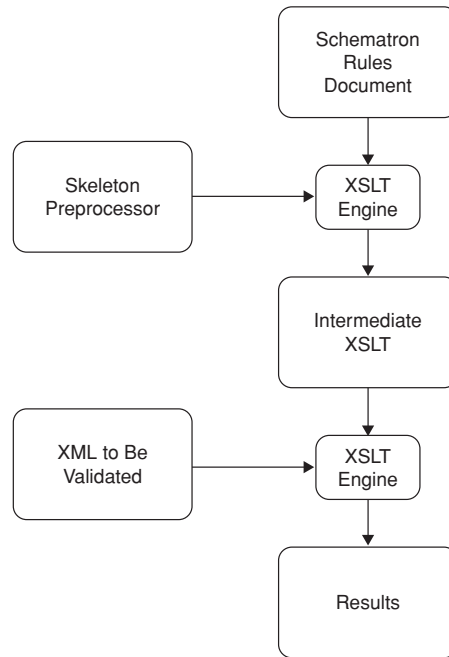 Schematron
Rules
Document
Skeleton
Preprocessor
XSLT
Engine
Intermediate
XSLT
XML to Be
Validated
XSLT
Engine
Results